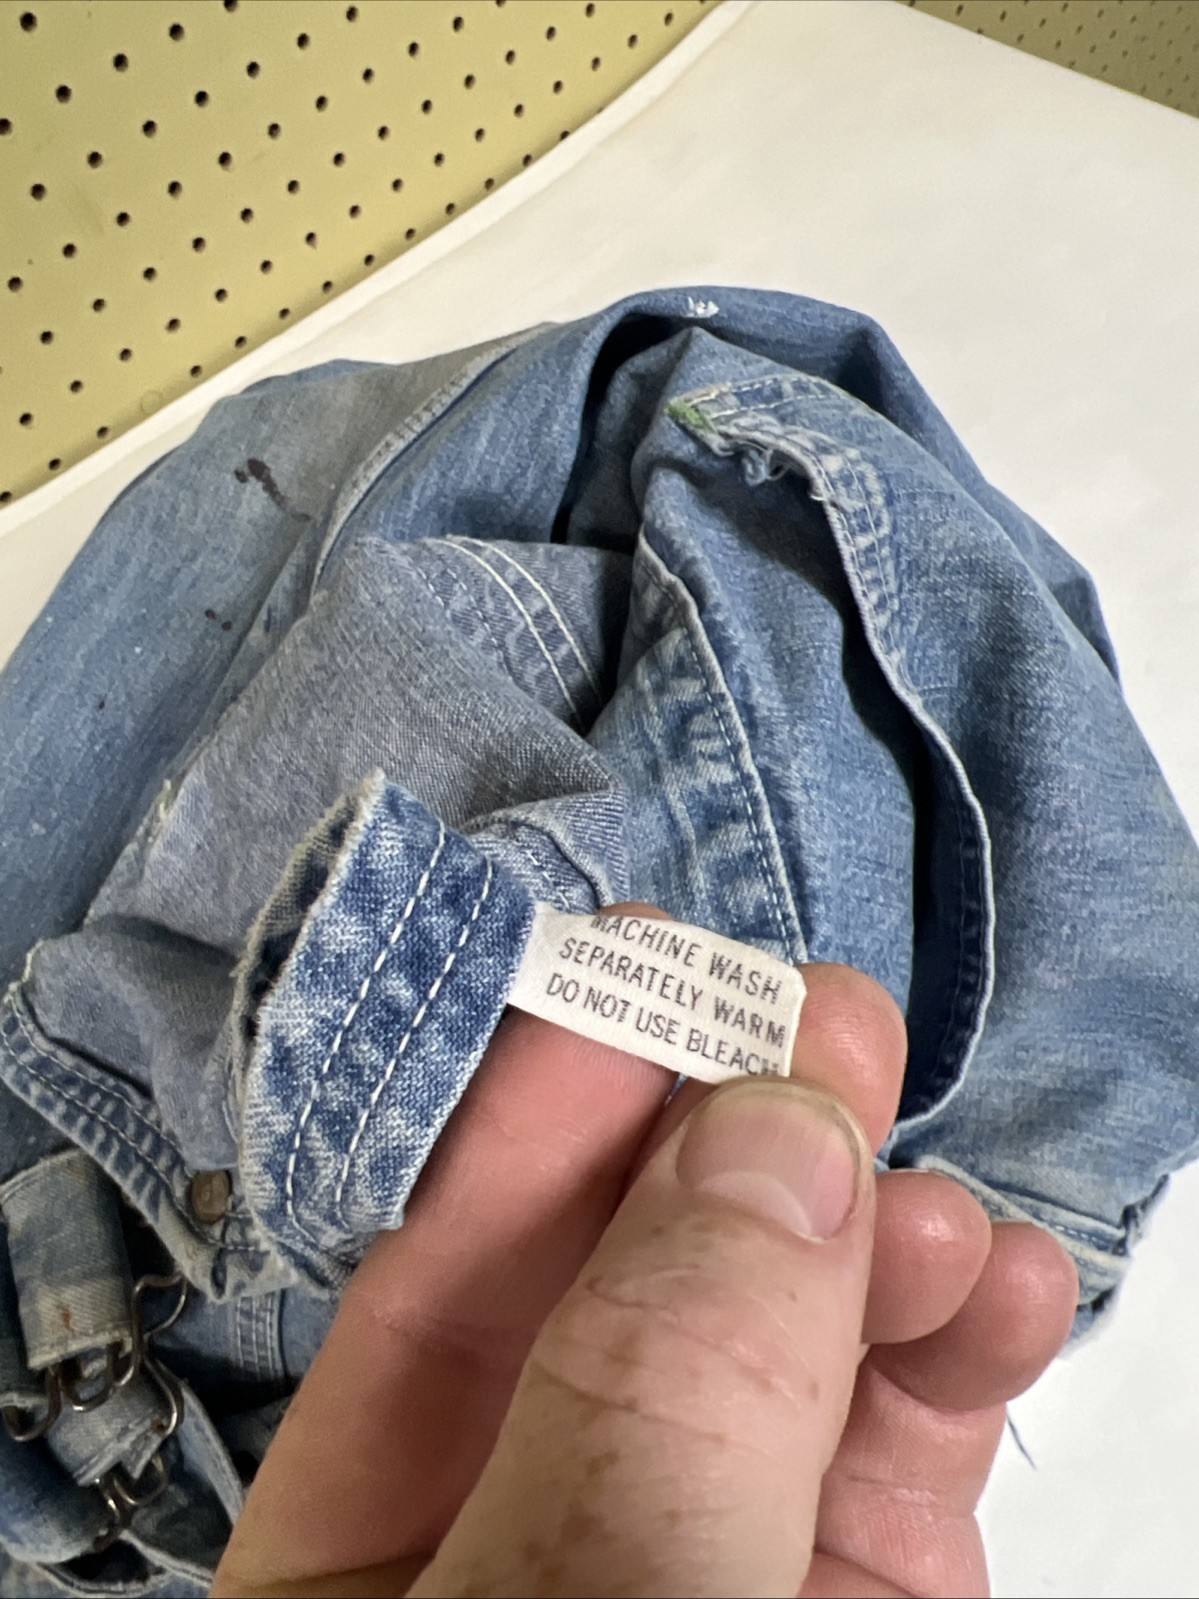 MACHINE WASH
SEPARATELY WARM
DO NOT USE BLEACH